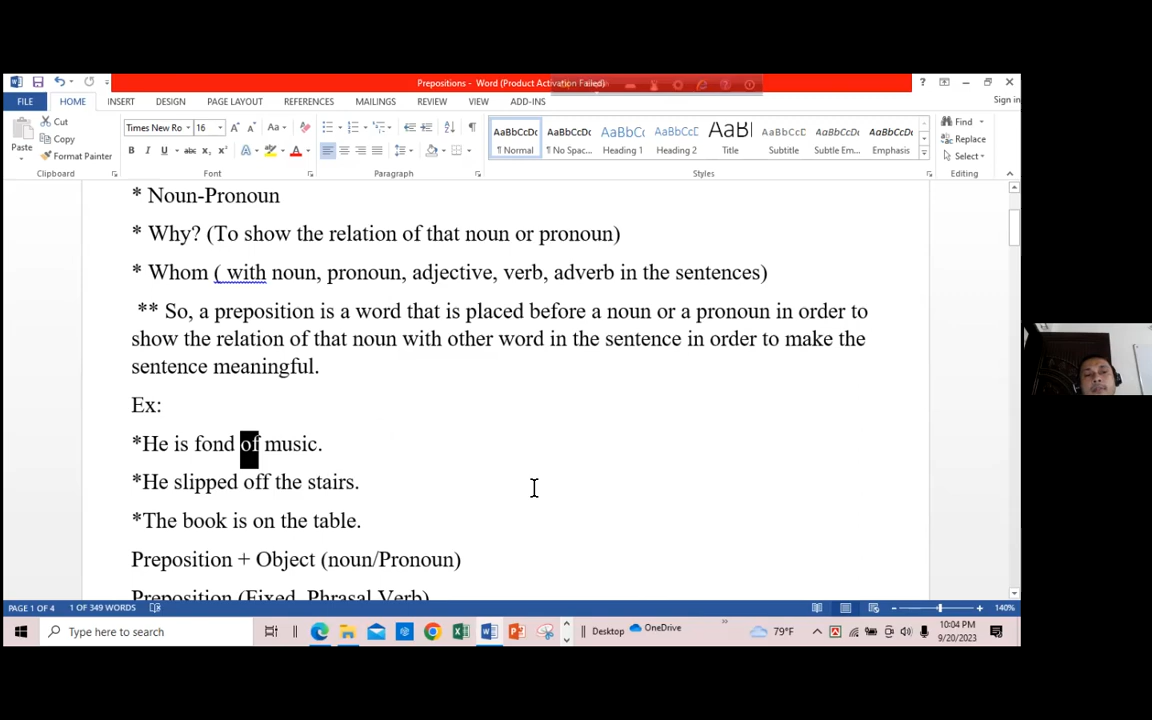 Prepositions - Word (Product Activation Failed)
FILE HOME INSERT DESIGN PAGE LAYOUT REFERENCES MAILINGS REVIEW VIEW ADD-INS Sign in
Paste Cut Copy Format Painter
Times New Ro 16
AaBbCcDc AaBbCcDc AaBbC AaBbCcD AaB AaBbCcD AaBbCcDc AaBbCcDc
¶ Normal ¶ No Spac... Heading 1 Heading 2 Title Subtitle Subtle Em... Emphasis
Find Replace Select
Clipboard Font Paragraph Styles Editing
* Noun-Pronoun
* Why? (To show the relation of that noun or pronoun)
* Whom ( with noun, pronoun, adjective, verb, adverb in the sentences)
** So, a preposition is a word that is placed before a noun or a pronoun in order to
show the relation of that noun with other word in the sentence in order to make the
sentence meaningful.
Ex:
*He is fond of music.
*He slipped off the stairs.
*The book is on the table.
Preposition + Object (noun/Pronoun)
Preposition (Fixed, Phrasal Verb)
PAGE 1 OF 4 1 OF 349 WORDS 140%
Type here to search Desktop OneDrive 79°F 10:04 PM
9/20/2023